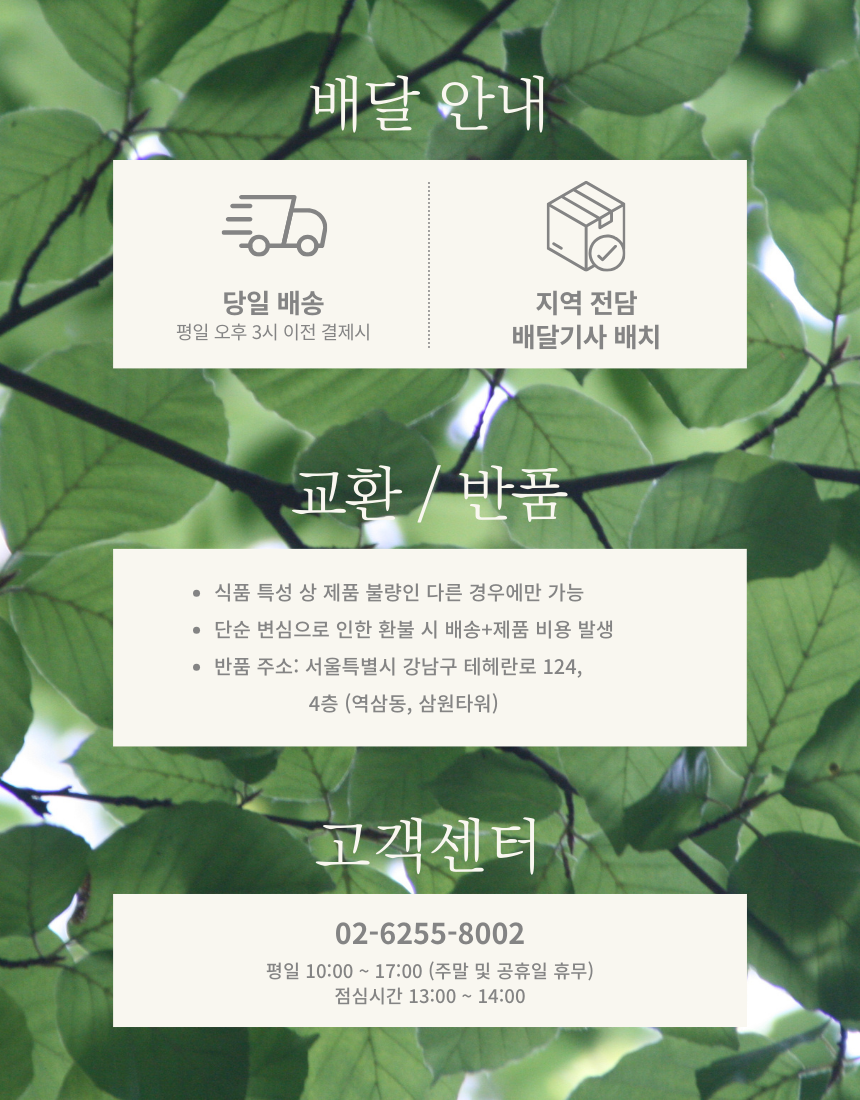 배달 안내
당일 배송
평일 오후 3시 이전 결제시
지역 전담
배달기사 배치
교환 / 반품
• 식품 특성 상 제품 불량인 다른 경우에만 가능
• 단순 변심으로 인한 환불 시 배송+제품 비용 발생
• 반품 주소: 서울특별시 강남구 테헤란로 124,
4층 (역삼동, 삼원타워)
고객센터
02-6255-8002
평일 10:00 ~ 17:00 (주말 및 공휴일 휴무)
점심시간 13:00 ~ 14:00